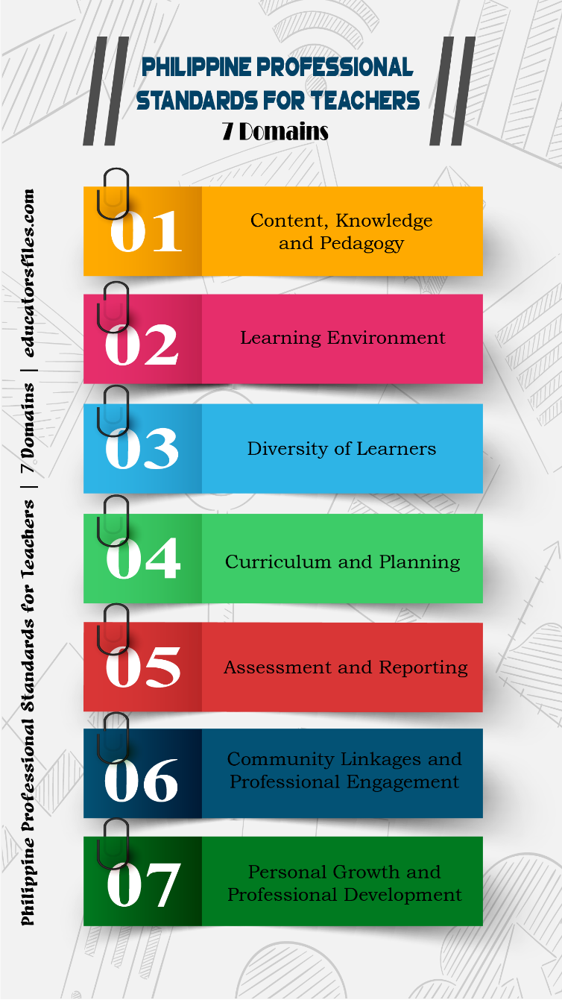 PHILIPPINE PROFESSIONAL
STANDARDS FOR TEACHERS
7 Domains
01
Content, Knowledge
and Pedagogy
02
Learning Environment
03
Diversity of Learners
04
Curriculum and Planning
05
Assessment and Reporting
06
Community Linkages and
Professional Engagement
07
Personal Growth and
Professional Development
Philippine Professional Standards for Teachers | 7 Domains | educatorsfiles.com